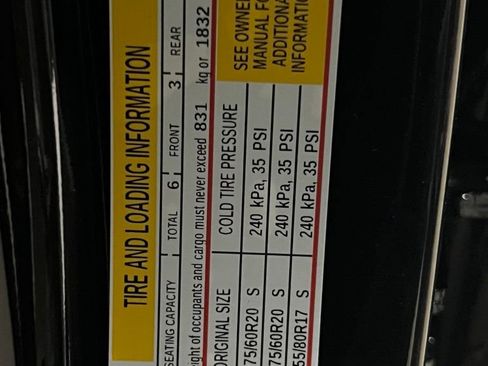 TIRE AND LOADING INFORMATION
SEATING CAPACITY TOTAL 6 FRONT 3 REAR
ight of occupants and cargo must never exceed 831 kg or 1832
ORIGINAL SIZE COLD TIRE PRESSURE
75/60R20 S 240 kPa, 35 PSI
75/60R20 S 240 kPa, 35 PSI
55/80R17 S 240 kPa, 35 PSI
SEE OWNER
MANUAL FO
ADDITIONA
INFORMATION